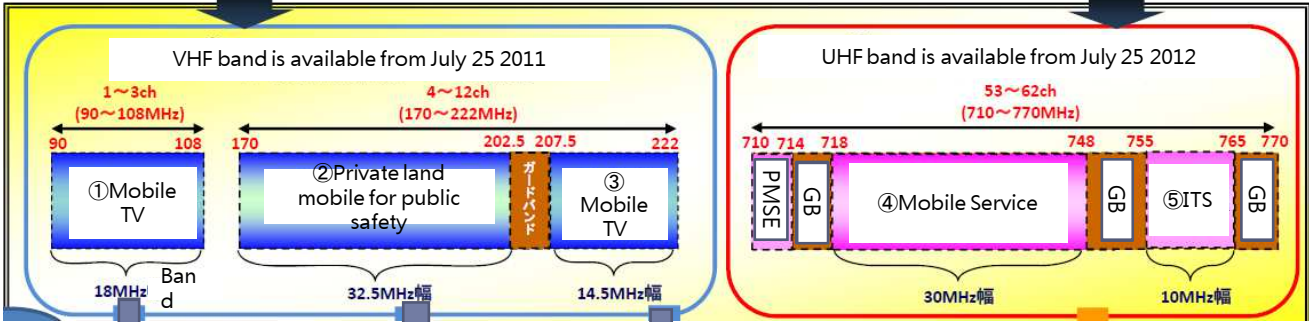 VHF band is available from July 25 2011
1～3ch
(90～108MHz)
4～12ch
(170～222MHz)
90
108
170
202.5
207.5
222
①Mobile
TV
②Private land
mobile for public
safety
ガードバンド
③
Mobile
TV
18MHz
Ban
d
32.5MHz幅
14.5MHz幅
UHF band is available from July 25 2012
53～62ch
(710～770MHz)
710
714
718
748
755
765
770
PMSE
GB
④Mobile Service
GB
⑤ITS
GB
30MHz幅
10MHz幅